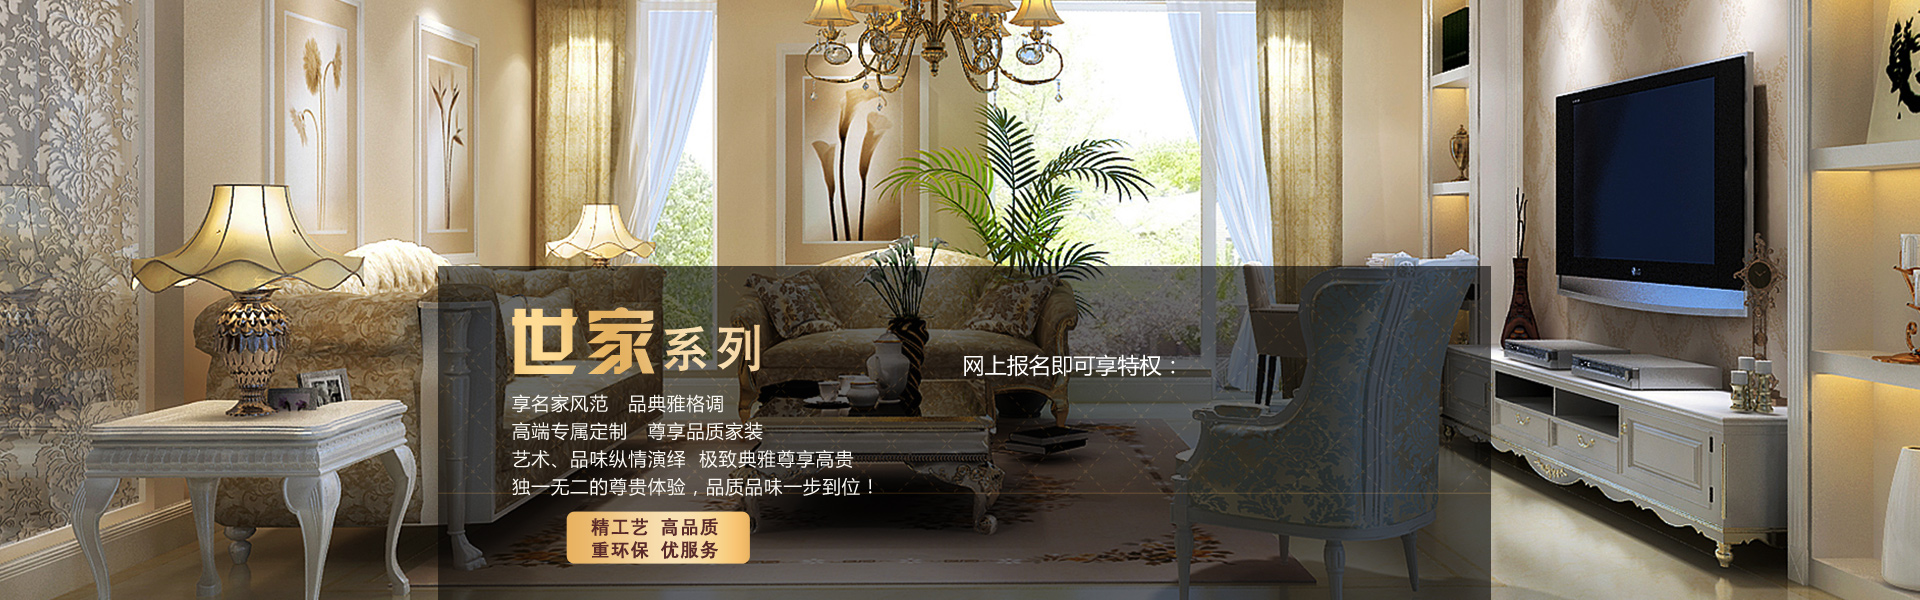 世家系列
享名家风范 品典雅格调
高端专属定制 尊享品质家装
艺术、品味纵情演绎 极致典雅尊享高贵
独一无二的尊贵体验，品质品味一步到位！
精工艺 高品质
重环保 优服务
网上报名即可享特权：